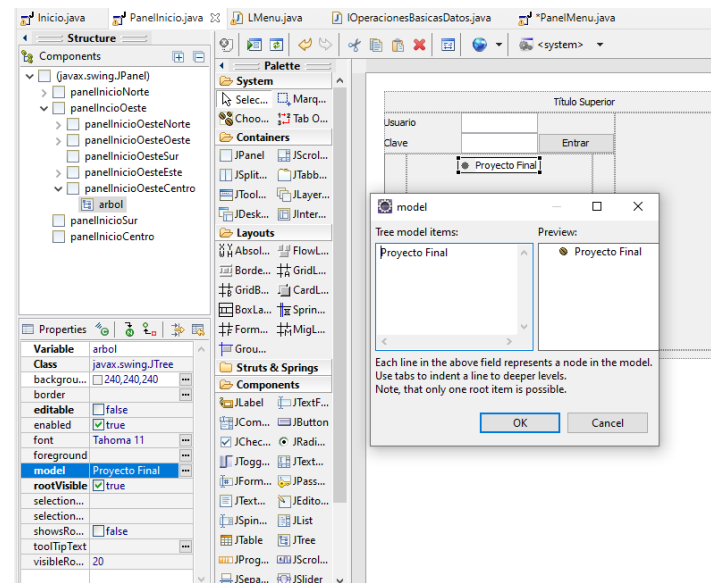 Inicio.java PanelInicio.java LMenu.java IOperacionesBasicasDatos.java *PanelMenu.java
Structure
Components
(javax.swing.JPanel)
panelInicioNorte
panelIncioOeste
panelInicioOesteNorte
panelInicioOesteOeste
panelInicioOesteSur
panelInicioOesteEste
panelInicioOesteCentro
arbol
panelInicioSur
panelInicioCentro
Properties
Variable arbol
Class javax.swing.JTree
backgrou... 240,240,240
border
editable false
enabled true
font Tahoma 11
foreground
model Proyecto Final
rootVisible true
selection...
selection...
showsRo... false
toolTipText
visibleRo... 20
<system>
Palette
System
Selec... Marq...
Choo... Tab O...
Containers
JPanel JScrol...
JSplit... JTabb...
JTool... JLayer...
JDesk... JInter...
Layouts
Absol... FlowL...
Borde... GridL...
GridB... CardL...
BoxLa... Sprin...
Form... MigL...
Grou...
Struts & Springs
Components
JLabel JTextF...
JCom... JButton
JChec... JRadi...
JTogg... JText...
JForm... JPass...
JText... JEdito...
JSpin... JList
JTable JTree
JProg... JScrol...
JSepa... JSlider
Título Superior
Usuario
Clave Entrar
Proyecto Final
model
Tree model items: Preview:
Proyecto Final Proyecto Final
Each line in the above field represents a node in the model.
Use tabs to indent a line to deeper levels.
Note, that only one root item is possible.
OK Cancel